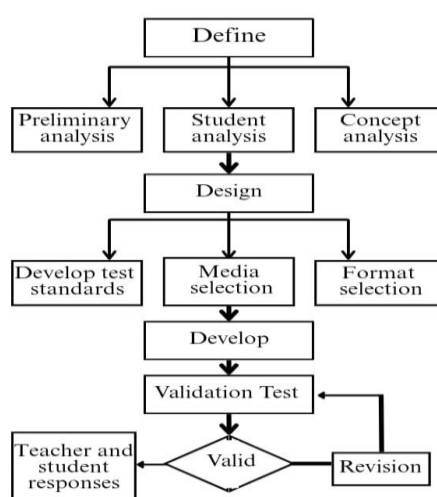 Define
Preliminary
analysis
Student
analysis
Concept
analysis
Design
Develop test
standards
Media
selection
Format
selection
Develop
Validation Test
Valid
Teacher and
student
responses
Revision